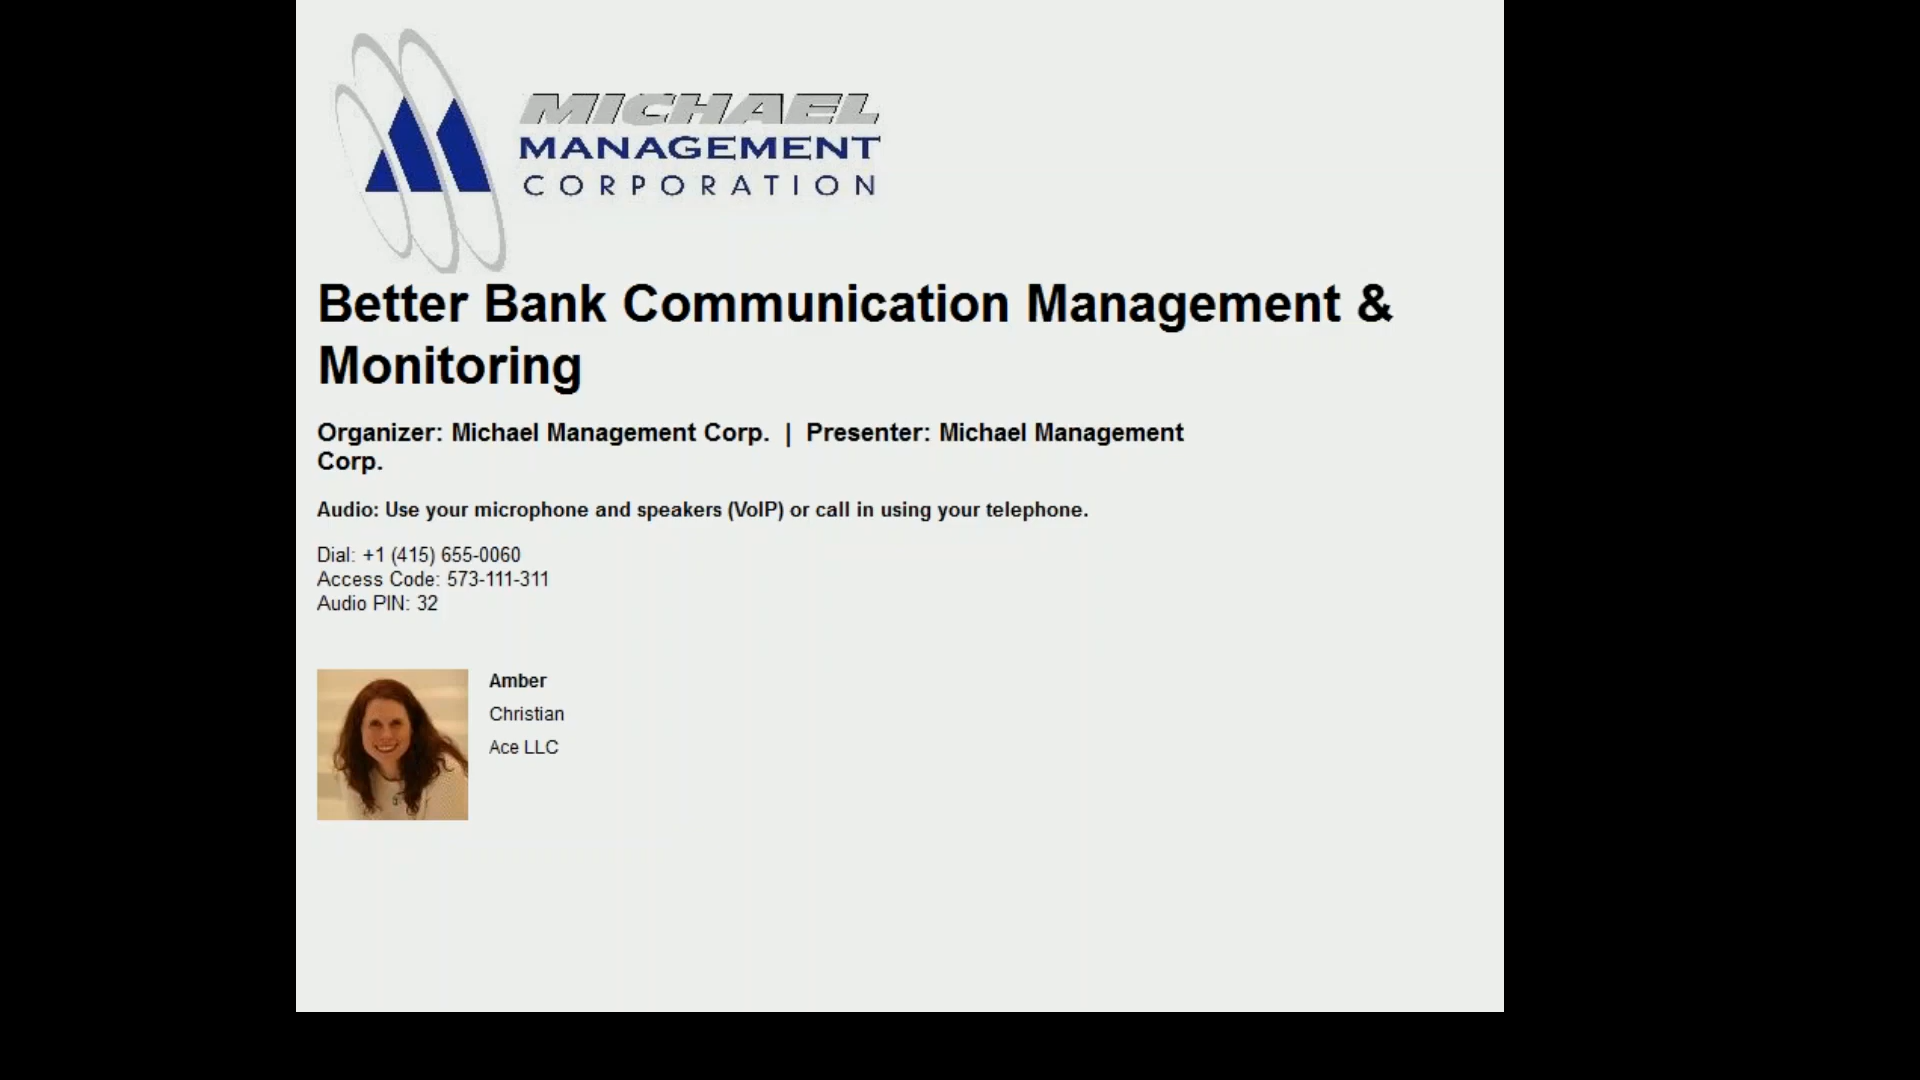 MICHAEL
MANAGEMENT
CORPORATION
Better Bank Communication Management &
Monitoring
Organizer: Michael Management Corp. | Presenter: Michael Management
Corp.
Audio: Use your microphone and speakers (VoIP) or call in using your telephone.
Dial: +1 (415) 655-0060
Access Code: 573-111-311
Audio PIN: 32
Amber
Christian
Ace LLC